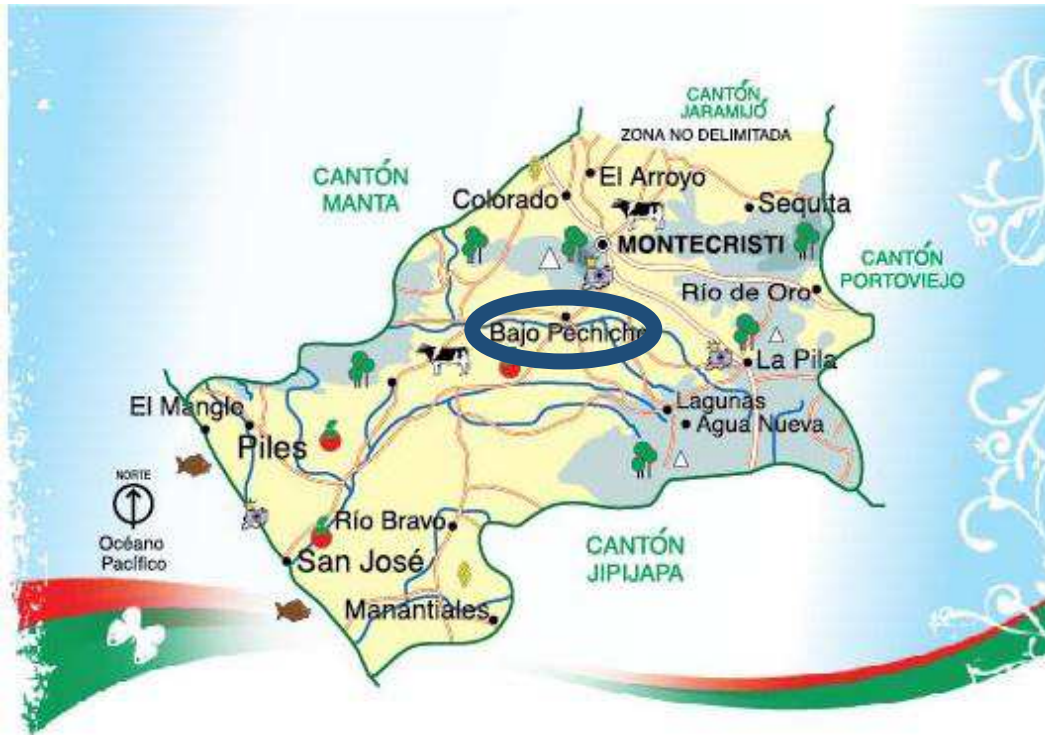 CANTÓN
JARAMIJÓ
ZONA NO DELIMITADA
CANTÓN
MANTA
El Arroyo
Colorado
Sequita
MONTECRISTI
CANTÓN
PORTOVIEJO
Río de Oro
Bajo Pechiche
La Pila
El Mangle
Lagunas
Agua Nueva
Piles
NORTE
Océano
Pacífico
Río Bravo
San José
CANTÓN
JIPIJAPA
Manantiales